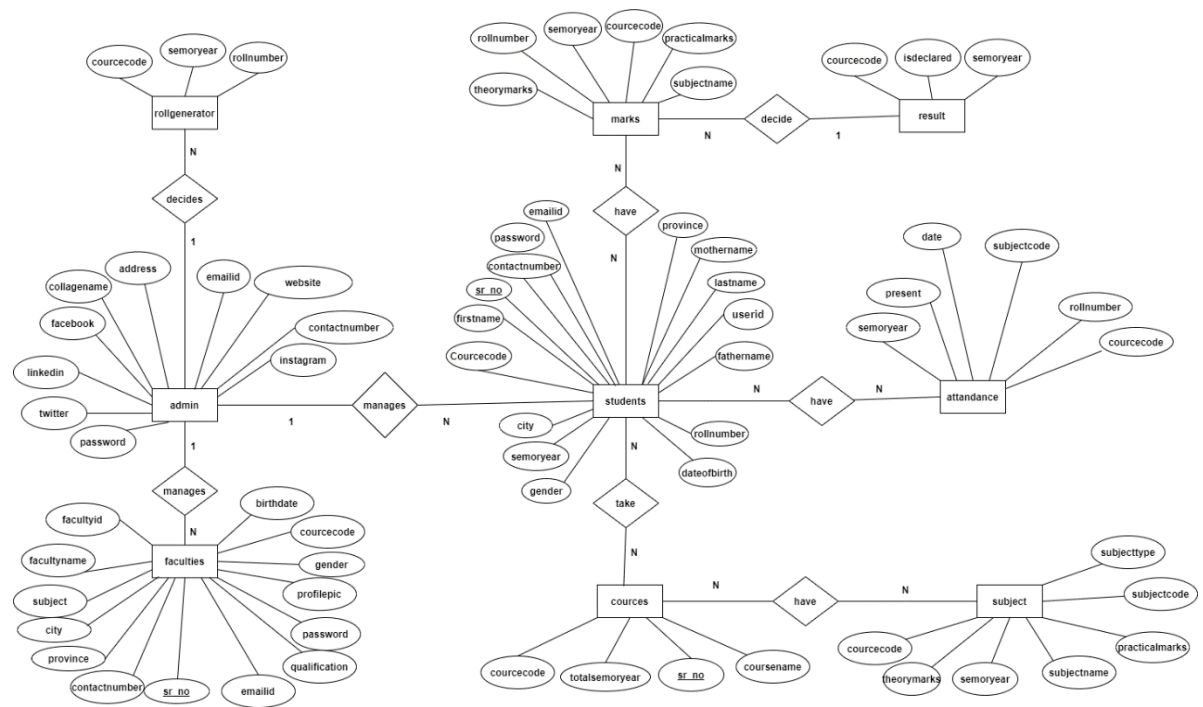 courcecode
semoryear
rollnumber
rollgenerator
N
decides
1
rollnumber
semoryear
courcecode
practicalmarks
theorymarks
subjectname
marks
N
decide
1
courcecode
isdeclared
semoryear
result
N
have
N
collagename
address
emailid
website
facebook
contactnumber
linkedin
instagram
twitter
password
admin
1
manages
N
emailid
password
contactnumber
sr_no
firstname
Courcecode
province
mothername
lastname
userid
fathername
students
city
semoryear
gender
rollnumber
dateofbirth
N
have
N
date
subjectcode
present
semoryear
rollnumber
courcecode
attandance
1
manages
N
facultyid
birthdate
courcecode
facultyname
gender
faculties
profilepic
subject
city
password
province
qualification
contactnumber
sr_no
emailid
N
take
N
cources
courcecode
totalsemoryear
sr_no
coursename
N
have
N
subject
subjecttype
subjectcode
practicalmarks
courcecode
theorymarks
semoryear
subjectname